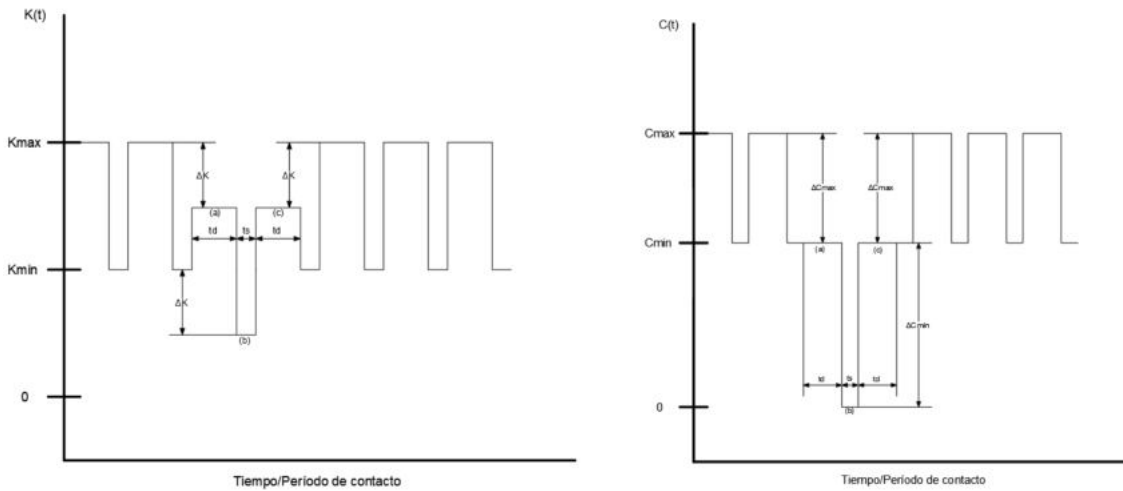 K(t)
Kmax
ΔK
ΔK
(a)
(c)
td
ts
td
Kmin
ΔK
(b)
0
Tiempo/Período de contacto
C(t)
Cmax
ΔCmax
ΔCmax
Cmin
(a)
(c)
ΔCmin
td
ts
td
0
(b)
Tiempo/Período de contacto